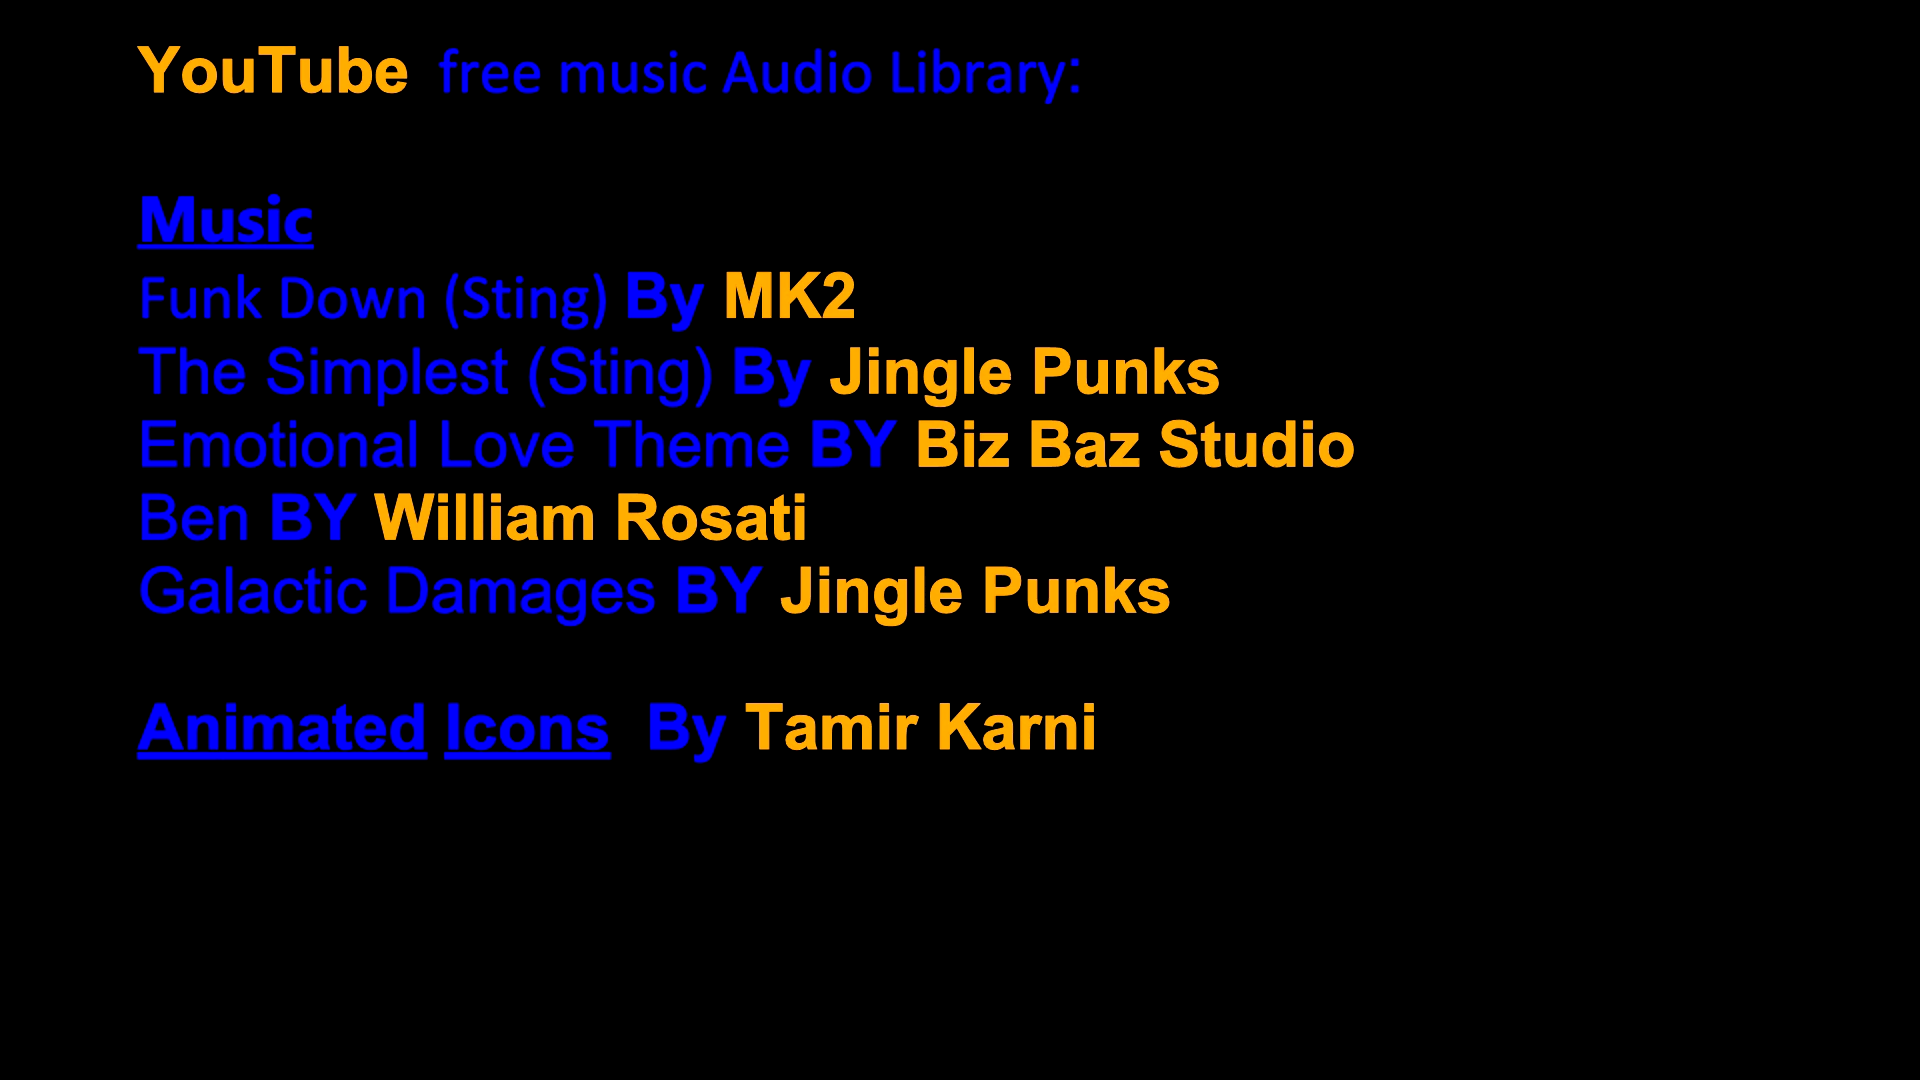 YouTube free music Audio Library:
Music
Funk Down (Sting) By MK2
The Simplest (Sting) By Jingle Punks
Emotional Love Theme BY Biz Baz Studio
Ben BY William Rosati
Galactic Damages BY Jingle Punks
Animated Icons By Tamir Karni